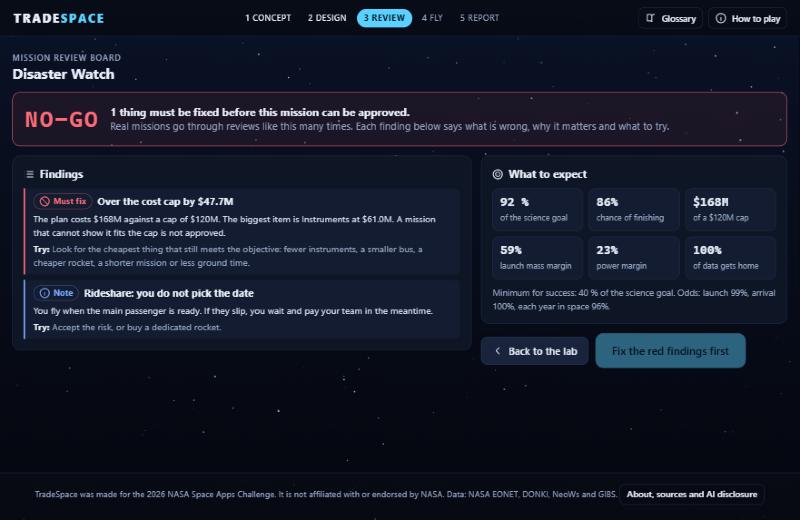 TRADESPACE
1 CONCEPT
2 DESIGN
3 REVIEW
4 FLY
5 REPORT
Glossary
How to play
MISSION REVIEW BOARD
Disaster Watch
NO-GO
1 thing must be fixed before this mission can be approved.
Real missions go through reviews like this many times. Each finding below says what is wrong, why it matters and what to try.
Findings
Must fix
Over the cost cap by $47.7M
The plan costs $168M against a cap of $120M. The biggest item is Instruments at $61.0M. A mission
that cannot show it fits the cap is not approved.
Try: Look for the cheapest thing that still meets the objective: fewer instruments, a smaller bus, a
cheaper rocket, a shorter mission or less ground time.
Note
Rideshare: you do not pick the date
You fly when the main passenger is ready. If they slip, you wait and pay your team in the meantime.
Try: Accept the risk, or buy a dedicated rocket.
What to expect
92 %
of the science goal
86%
chance of finishing
$168M
of a $120M cap
59%
launch mass margin
23%
power margin
100%
of data gets home
Minimum for success: 40 % of the science goal. Odds: launch 99%, arrival
100%, each year in space 96%.
Back to the lab
Fix the red findings first
TradeSpace was made for the 2026 NASA Space Apps Challenge. It is not affiliated with or endorsed by NASA. Data: NASA EONET, DONKI, NeoWs and GIBS.
About, sources and AI disclosure